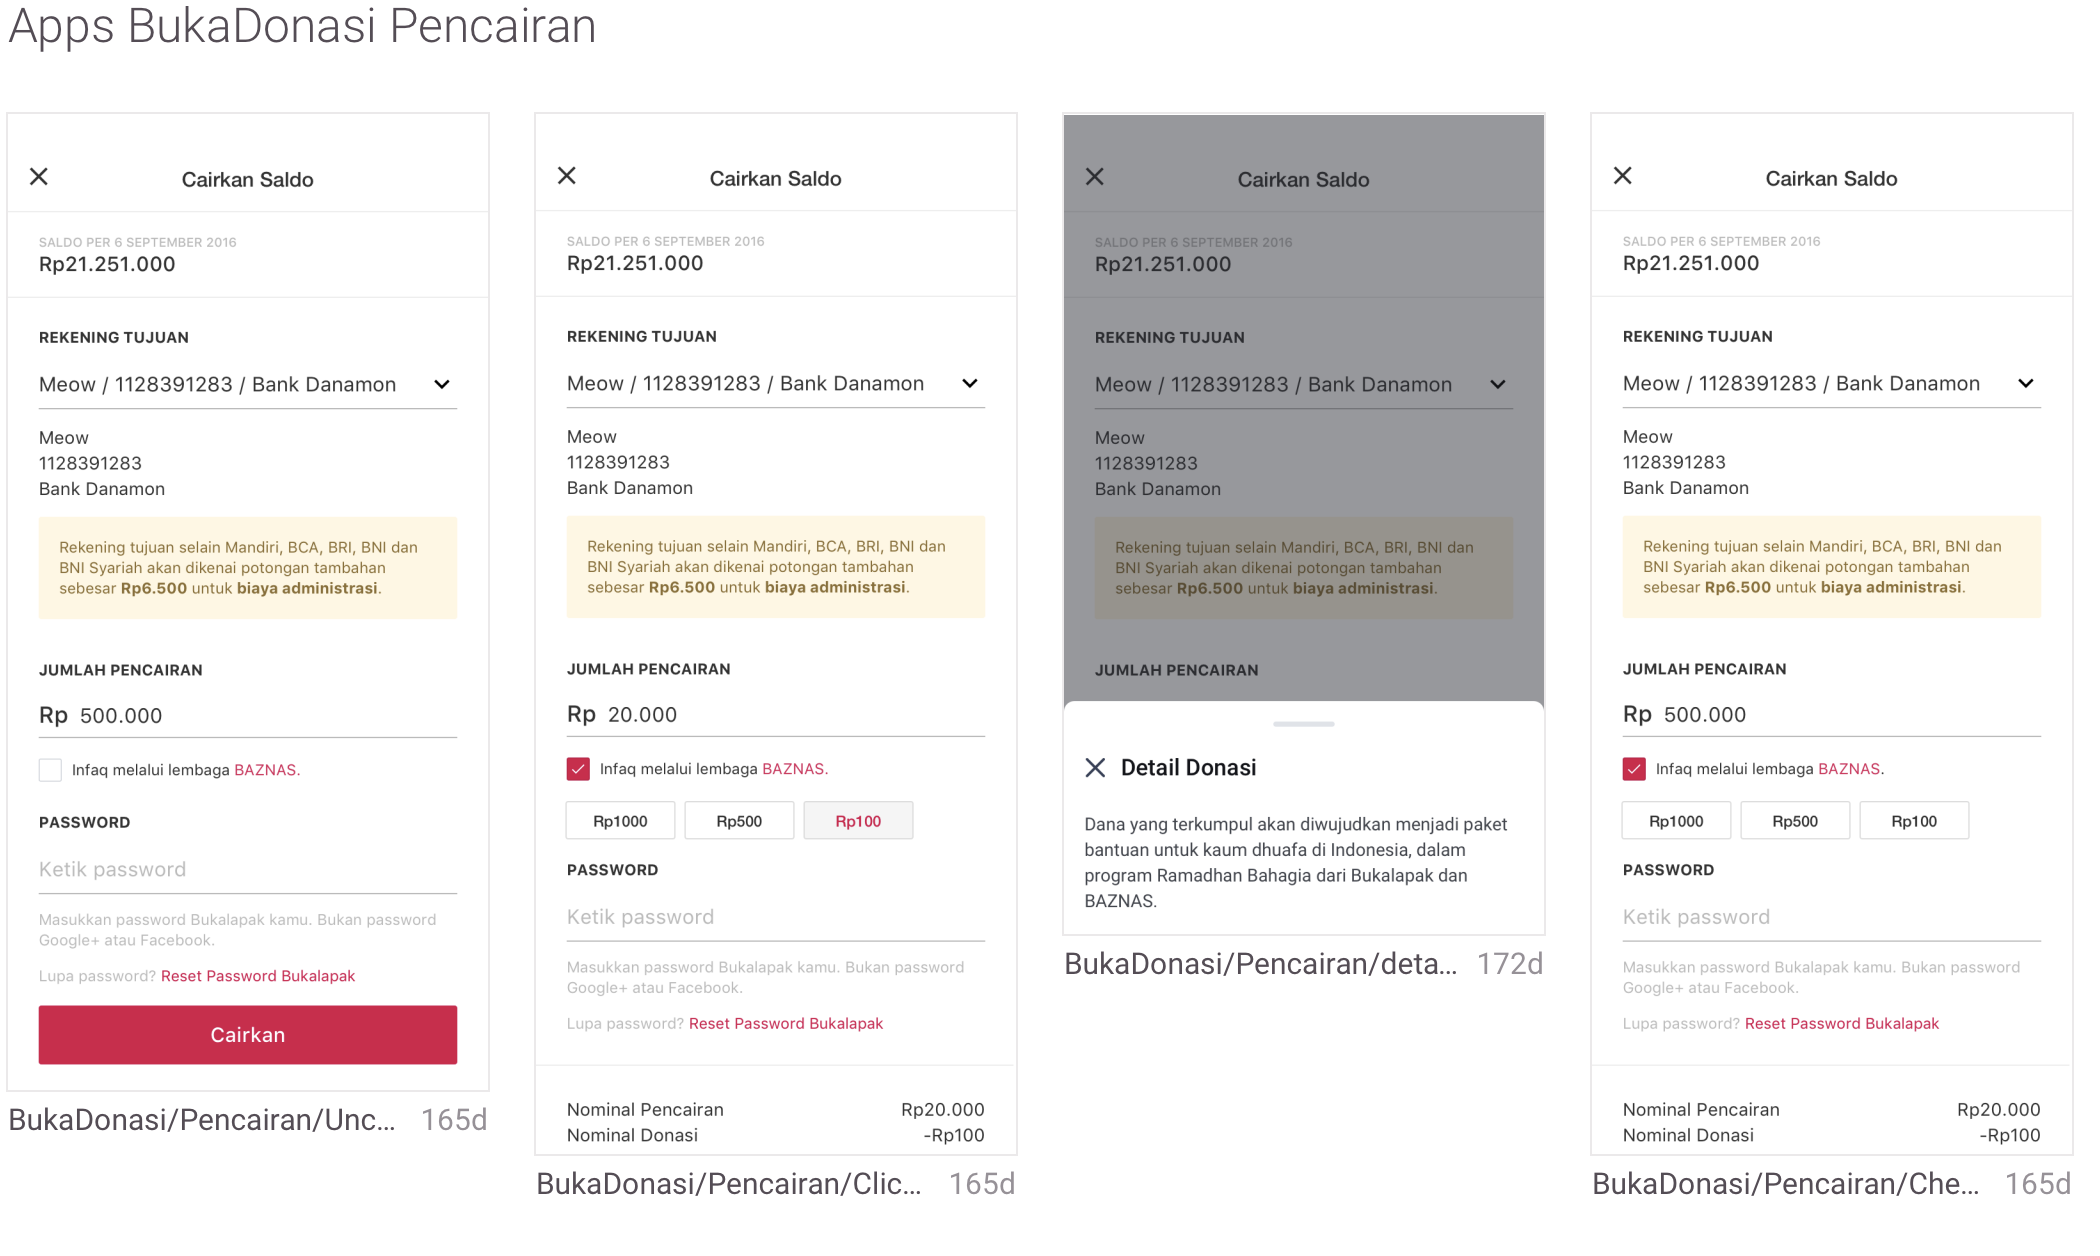 Apps BukaDonasi Pencairan
Cairkan Saldo
SALDO PER 6 SEPTEMBER 2016
Rp21.251.000
REKENING TUJUAN
Meow / 1128391283 / Bank Danamon
Meow
1128391283
Bank Danamon
Rekening tujuan selain Mandiri, BCA, BRI, BNI dan
BNI Syariah akan dikenai potongan tambahan
sebesar Rp6.500 untuk biaya administrasi.
JUMLAH PENCAIRAN
Rp 500.000
Infaq melalui lembaga BAZNAS.
PASSWORD
Ketik password
Masukkan password Bukalapak kamu. Bukan password
Google+ atau Facebook.
Lupa password? Reset Password Bukalapak
Cairkan
BukaDonasi/Pencairan/Unc... 165d
Cairkan Saldo
SALDO PER 6 SEPTEMBER 2016
Rp21.251.000
REKENING TUJUAN
Meow / 1128391283 / Bank Danamon
Meow
1128391283
Bank Danamon
Rekening tujuan selain Mandiri, BCA, BRI, BNI dan
BNI Syariah akan dikenai potongan tambahan
sebesar Rp6.500 untuk biaya administrasi.
JUMLAH PENCAIRAN
Rp 20.000
Infaq melalui lembaga BAZNAS.
Rp1000 Rp500 Rp100
PASSWORD
Ketik password
Masukkan password Bukalapak kamu. Bukan password
Google+ atau Facebook.
Lupa password? Reset Password Bukalapak
Nominal Pencairan Rp20.000
Nominal Donasi -Rp100
BukaDonasi/Pencairan/Clic... 165d
Cairkan Saldo
SALDO PER 6 SEPTEMBER 2016
Rp21.251.000
REKENING TUJUAN
Meow / 1128391283 / Bank Danamon
Meow
1128391283
Bank Danamon
Rekening tujuan selain Mandiri, BCA, BRI, BNI dan
BNI Syariah akan dikenai potongan tambahan
sebesar Rp6.500 untuk biaya administrasi.
JUMLAH PENCAIRAN
Detail Donasi
Dana yang terkumpul akan diwujudkan menjadi paket
bantuan untuk kaum dhuafa di Indonesia, dalam
program Ramadhan Bahagia dari Bukalapak dan
BAZNAS.
BukaDonasi/Pencairan/deta... 172d
Cairkan Saldo
SALDO PER 6 SEPTEMBER 2016
Rp21.251.000
REKENING TUJUAN
Meow / 1128391283 / Bank Danamon
Meow
1128391283
Bank Danamon
Rekening tujuan selain Mandiri, BCA, BRI, BNI dan
BNI Syariah akan dikenai potongan tambahan
sebesar Rp6.500 untuk biaya administrasi.
JUMLAH PENCAIRAN
Rp 500.000
Infaq melalui lembaga BAZNAS.
Rp1000 Rp500 Rp100
PASSWORD
Ketik password
Masukkan password Bukalapak kamu. Bukan password
Google+ atau Facebook.
Lupa password? Reset Password Bukalapak
Nominal Pencairan Rp20.000
Nominal Donasi -Rp100
BukaDonasi/Pencairan/Che... 165d